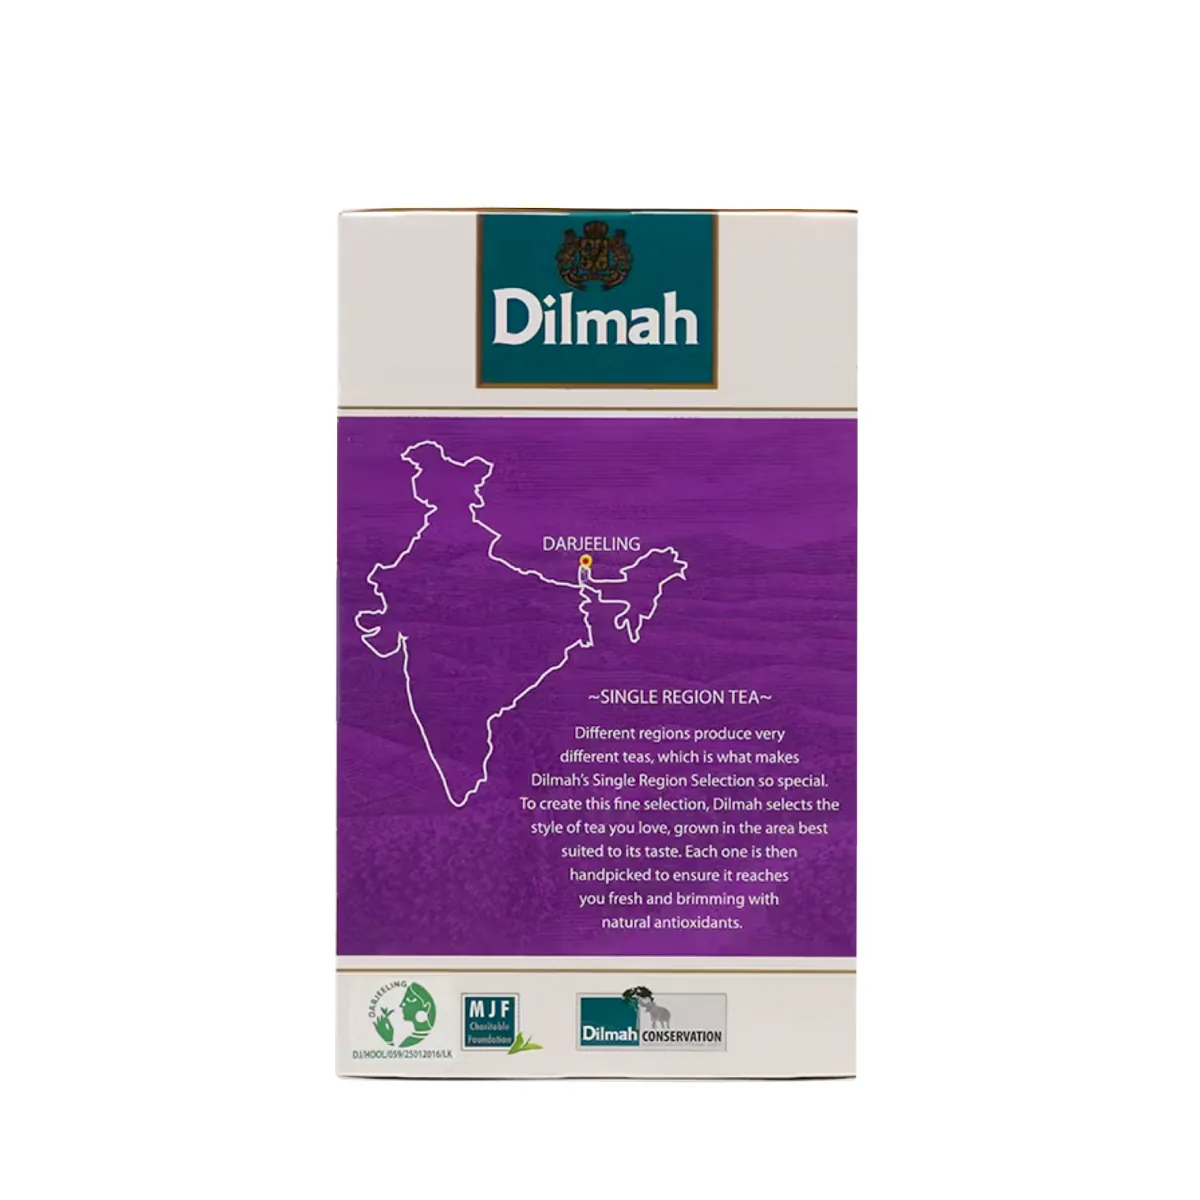 Dilmah
DARJEELING
~SINGLE REGION TEA~
Different regions produce very
different teas, which is what makes
Dilmah's Single Region Selection so special.
To create this fine selection, Dilmah selects the
style of tea you love, grown in the area best
suited to its taste. Each one is then
handpicked to ensure it reaches
you fresh and brimming with
natural antioxidants.
DARJEELING
DJ/HOOL/059/25012016/LK
MJF
Charitable
Foundation
Dilmah CONSERVATION